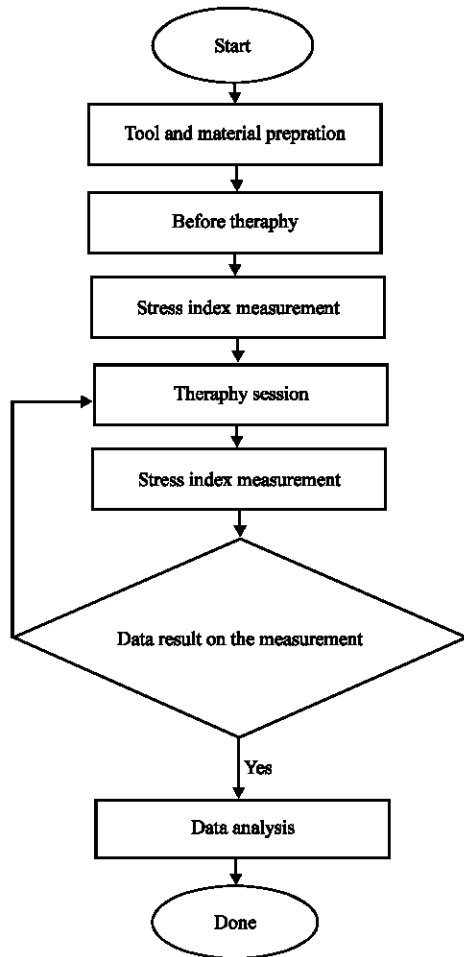 Start
Tool and material prepration
Before theraphy
Stress index measurement
Theraphy session
Stress index measurement
Data result on the measurement
Yes
Data analysis
Done